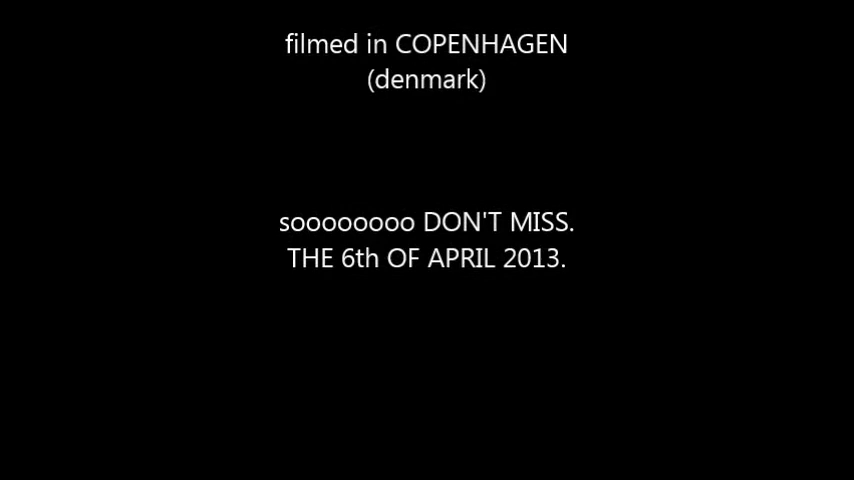 filmed in COPENHAGEN
(denmark)
soooooooo DON'T MISS.
THE 6th OF APRIL 2013.